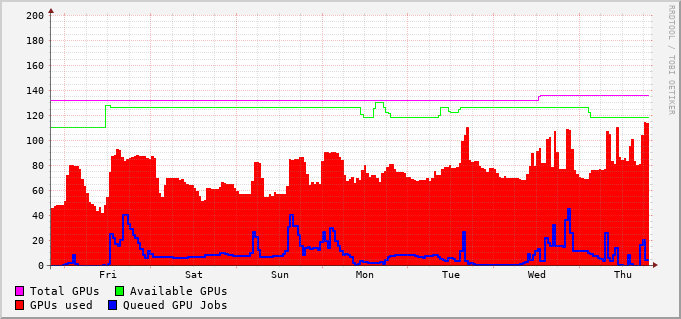 RRDTOOL / TOBI OETIKER
200
180
160
140
120
100
80
60
40
20
0
Fri Sat Sun Mon Tue Wed Thu
Total GPUs Available GPUs
GPUs used Queued GPU Jobs